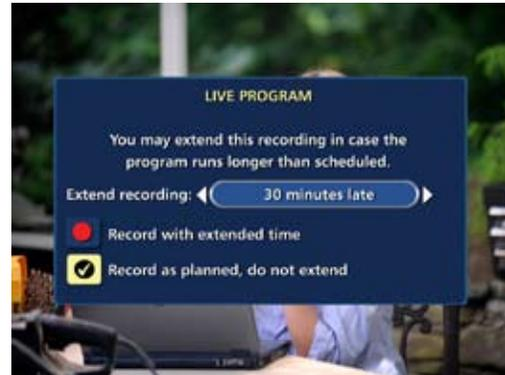 LIVE PROGRAM
You may extend this recording in case the
program runs longer than scheduled.
Extend recording: 30 minutes late
Record with extended time
Record as planned, do not extend